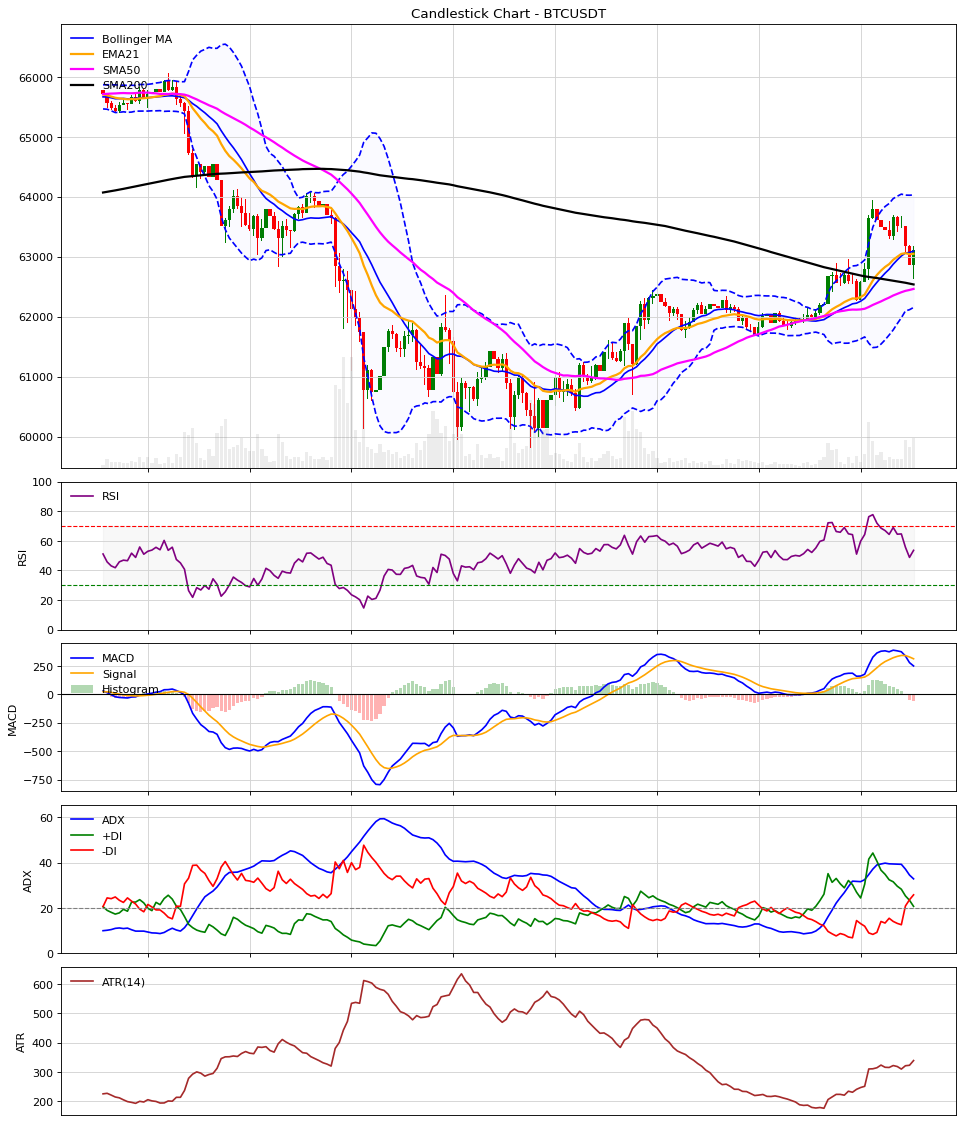 Candlestick Chart - BTCUSDT
Bollinger MA
EMA21
SMA50
SMA200
66000
65000
64000
63000
62000
61000
60000
RSI
100
80
60
40
20
0
RSI
MACD
Signal
Histogram
250
0
−250
−500
−750
MACD
ADX
+DI
-DI
60
40
20
0
ADX
ATR(14)
600
500
400
300
200
ATR